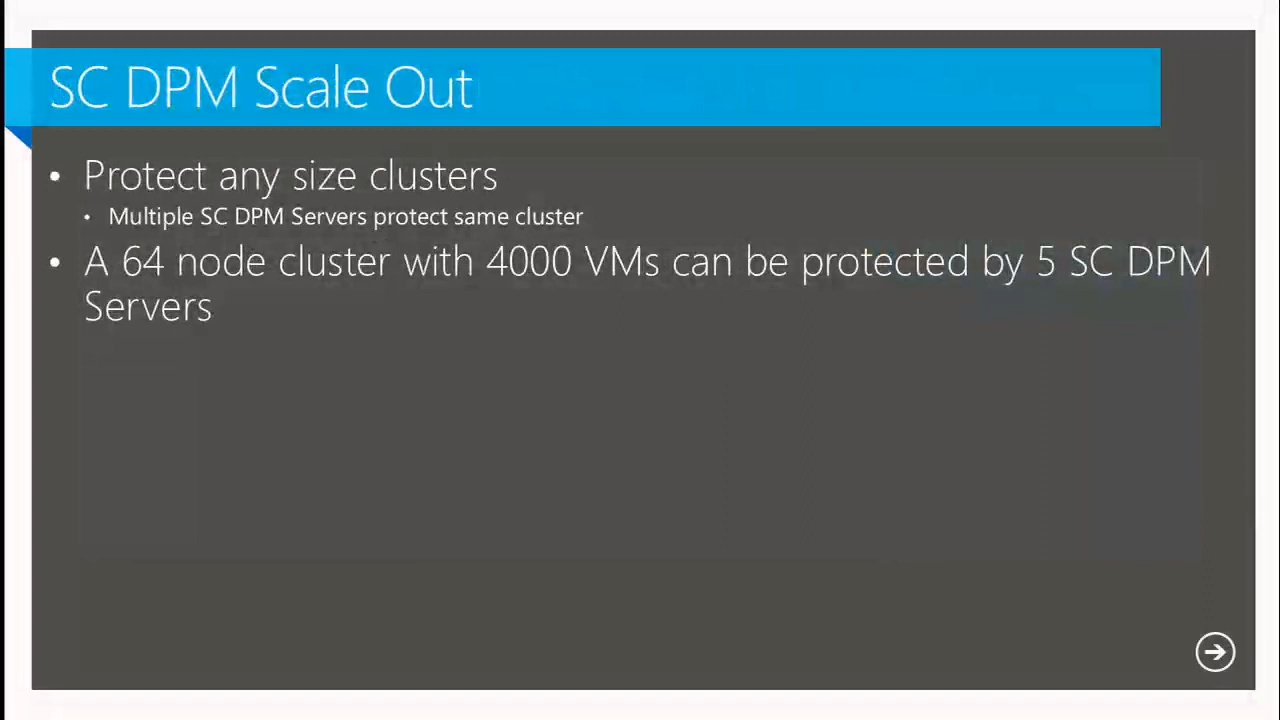 SC DPM Scale Out
• Protect any size clusters
• Multiple SC DPM Servers protect same cluster
• A 64 node cluster with 4000 VMs can be protected by 5 SC DPM
Servers